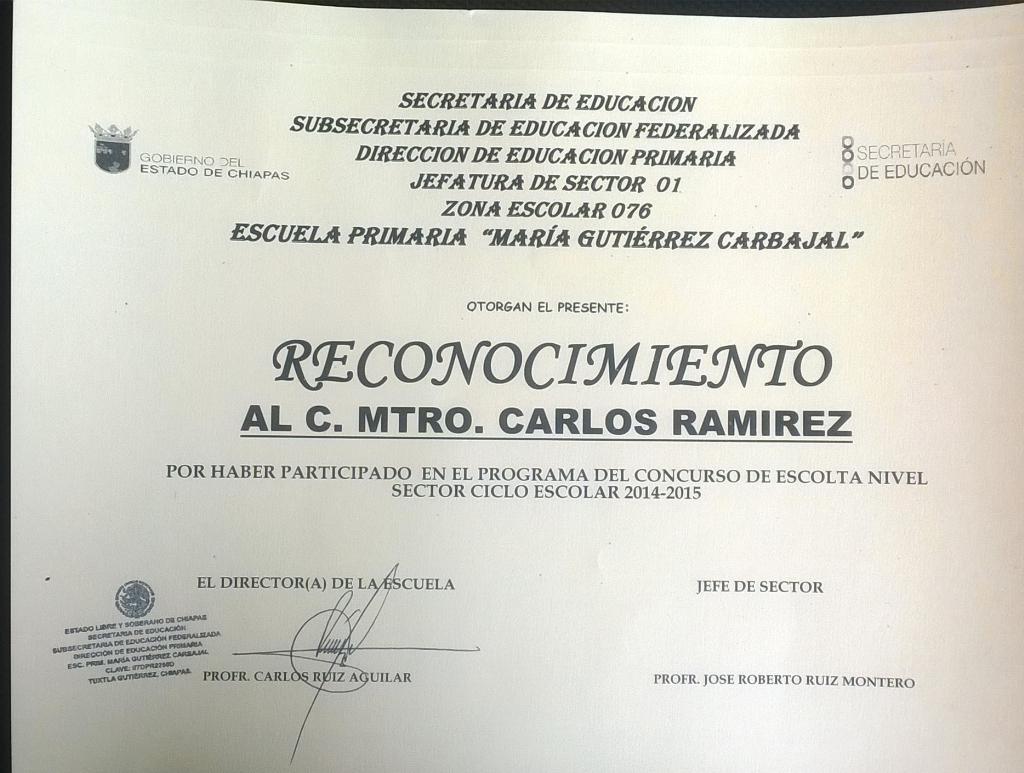 SECRETARIA DE EDUCACION
SUBSECRETARIA DE EDUCACION FEDERALIZADA
DIRECCION DE EDUCACION PRIMARIA
JEFATURA DE SECTOR 01
ZONA ESCOLAR 076
ESCUELA PRIMARIA “MARÍA GUTIÉRREZ CARBAJAL”
GOBIERNO DEL
ESTADO DE CHIAPAS
SECRETARÍA
DE EDUCACIÓN
OTORGAN EL PRESENTE:
RECONOCIMIENTO
AL C. MTRO. CARLOS RAMIREZ
POR HABER PARTICIPADO EN EL PROGRAMA DEL CONCURSO DE ESCOLTA NIVEL
SECTOR CICLO ESCOLAR 2014-2015
EL DIRECTOR(A) DE LA ESCUELA
PROFR. CARLOS RUIZ AGUILAR
JEFE DE SECTOR
PROFR. JOSE ROBERTO RUIZ MONTERO
ESTADO LIBRE Y SOBERANO DE CHIAPAS
SECRETARIA DE EDUCACIÓN
SUBSECRETARIA DE EDUCACIÓN FEDERALIZADA
DIRECCIÓN DE EDUCACIÓN PRIMARIA
ESC. PRIM. MARÍA GUTIÉRREZ CARBAJAL
CLAVE:
TUXTLA GUTIÉRREZ, CHIAPAS.